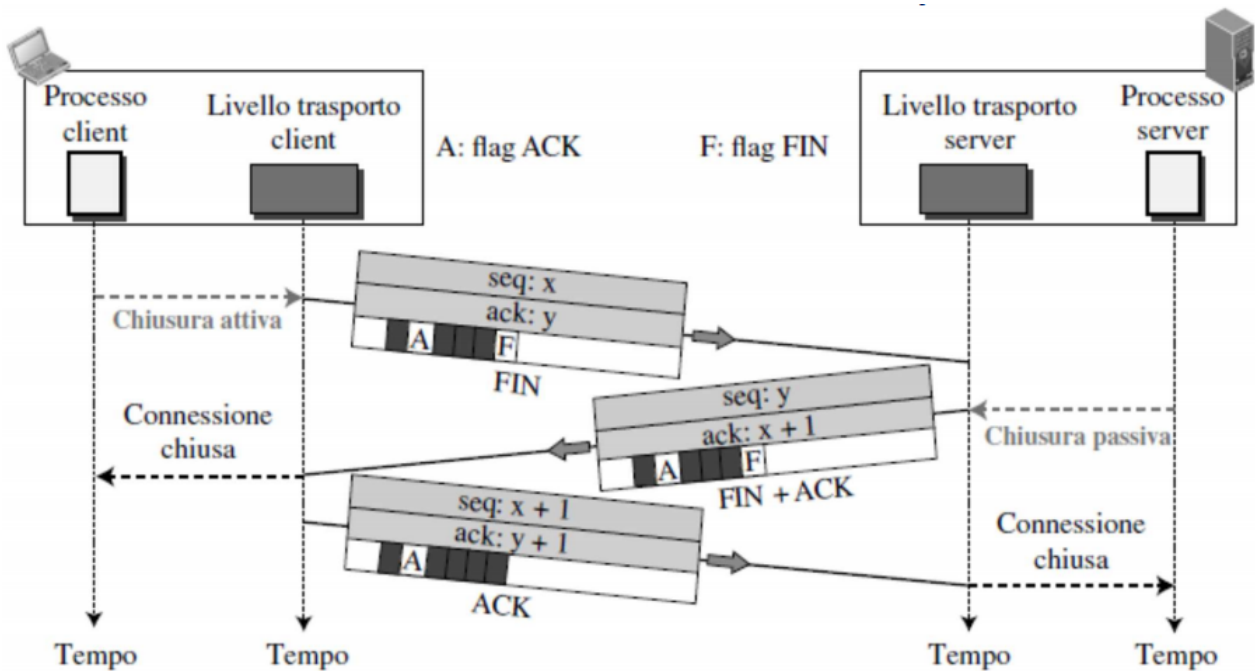 Processo
client
Livello trasporto
client
A: flag ACK
F: flag FIN
Livello trasporto
server
Processo
server
seq: x
ack: y
A
F
FIN
Chiusura attiva
seq: y
ack: x + 1
A
F
FIN + ACK
Chiusura passiva
Connessione
chiusa
seq: x + 1
ack: y + 1
A
ACK
Connessione
chiusa
Tempo
Tempo
Tempo
Tempo